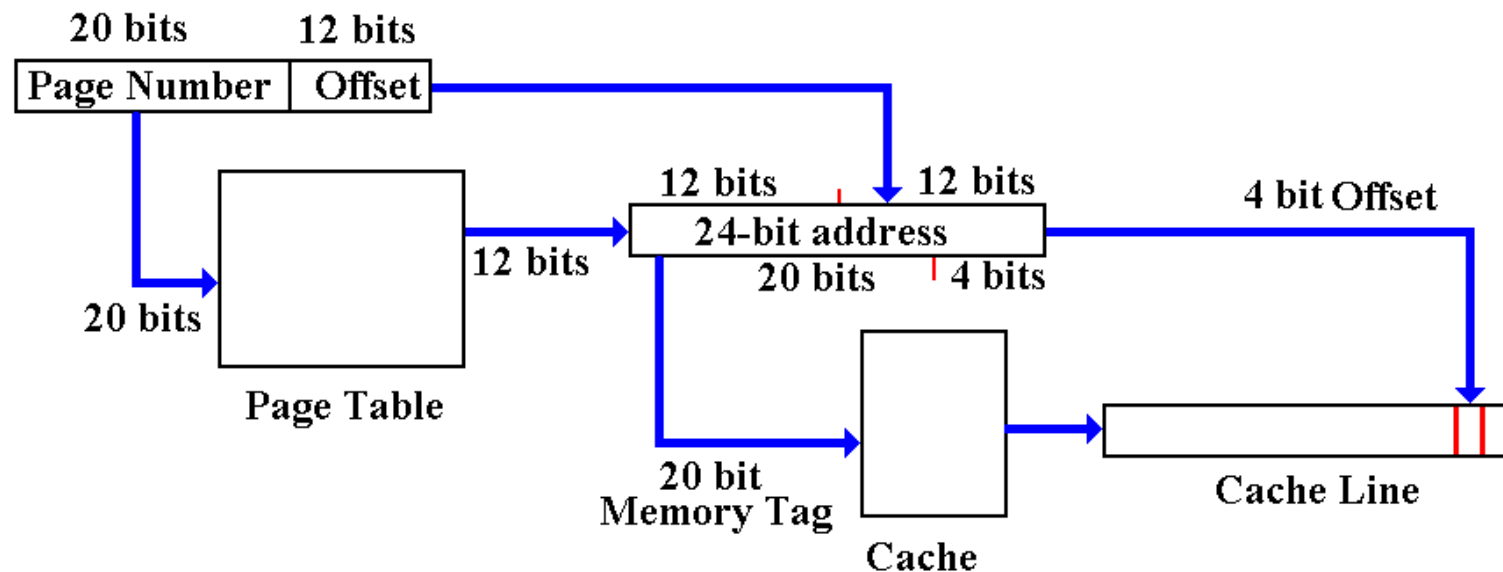 20 bits 12 bits
Page Number Offset
12 bits 12 bits
4 bit Offset
24-bit address
12 bits
20 bits 4 bits
20 bits
Page Table
20 bit
Memory Tag
Cache Line
Cache